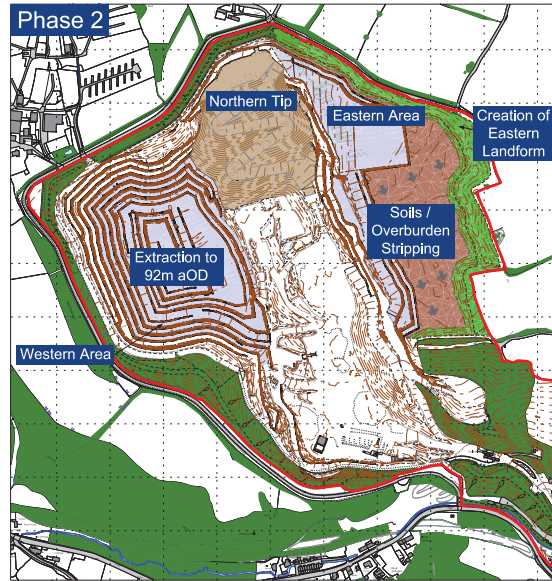 Phase 2
Northern Tip
Eastern Area
Creation of
Eastern
Landform
Soils /
Overburden
Stripping
Extraction to
92m aOD
Western Area